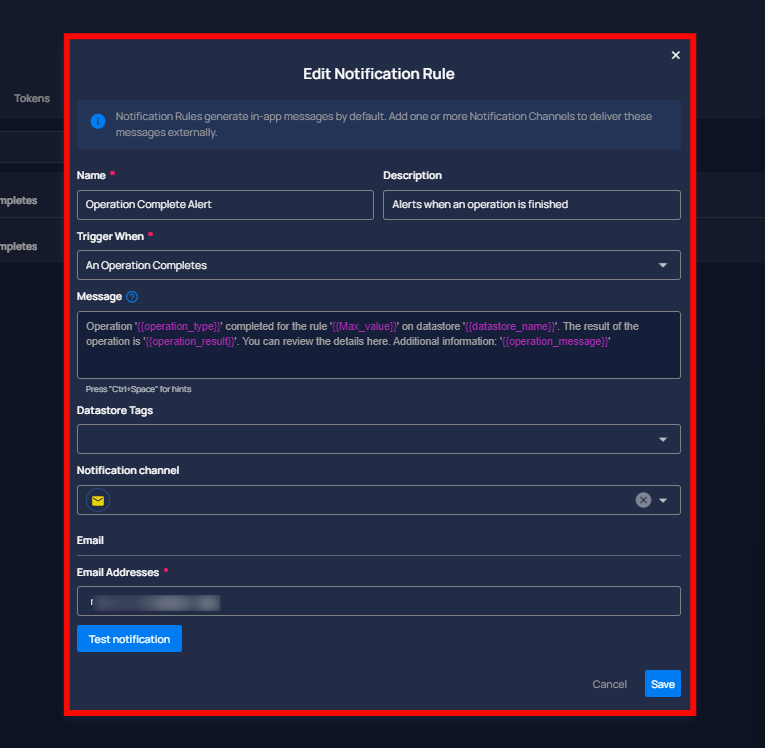 Edit Notification Rule
Tokens
Notification Rules generate in-app messages by default. Add one or more Notification Channels to deliver these
messages externally.
Name *
Description
mpletes
Operation Complete Alert
Alerts when an operation is finished
Trigger When *
mpletes
An Operation Completes
Message
Operation '{{operation_type}}' completed for the rule '{{Max_value}}' on datastore '{{datastore_name}}'. The result of the
operation is '{{operation_result}}'. You can review the details here. Additional information: '{{operation_message}}'
Press "Ctrl+Space" for hints
Datastore Tags
Notification channel
Email
Email Addresses *
Test notification
Cancel
Save